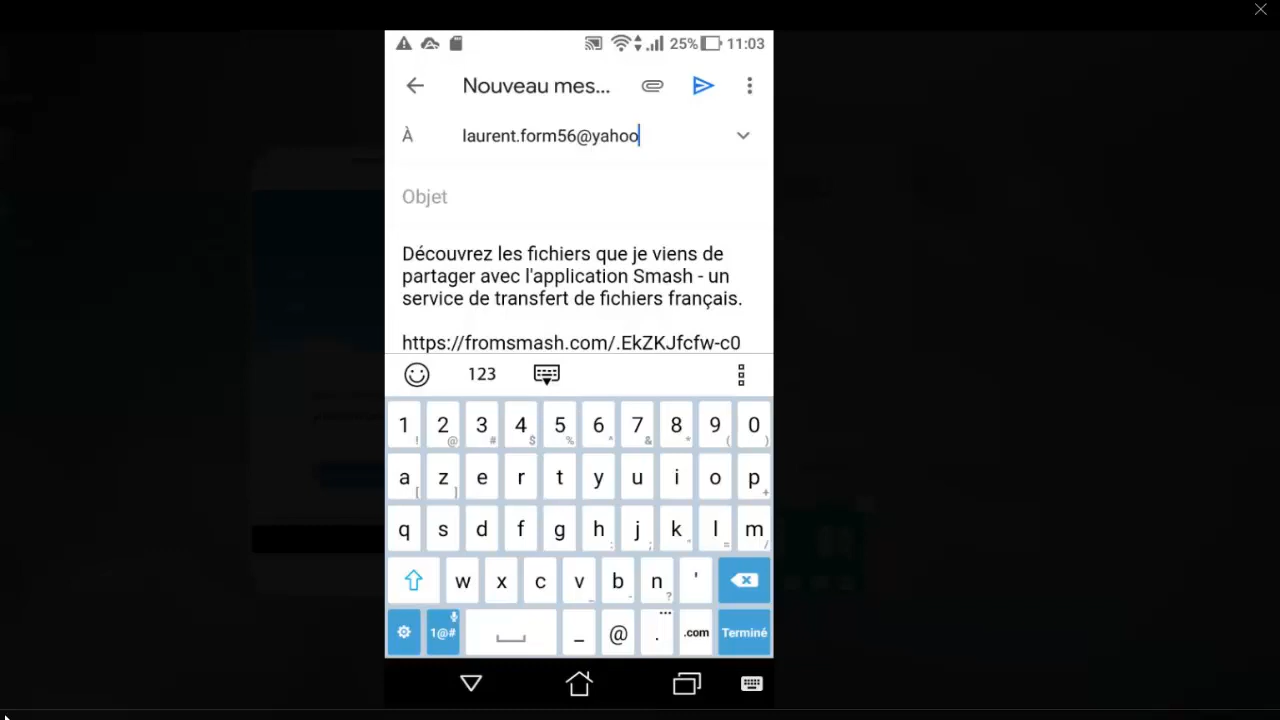 25% 11:03
Nouveau mes...
À laurent.form56@yahoo
Objet
Découvrez les fichiers que je viens de
partager avec l'application Smash - un
service de transfert de fichiers français.
https://fromsmash.com/.EkZKJfcfw-c0
123
1 2 3 4 5 6 7 8 9 0
! @ # $ % ^ & * ( )
a z e r t y u i o p
[ ] +
q s d f g h j k l m
: ; " = /
w x c v b n '
_ - ?
1@# _ @ . .com Terminé